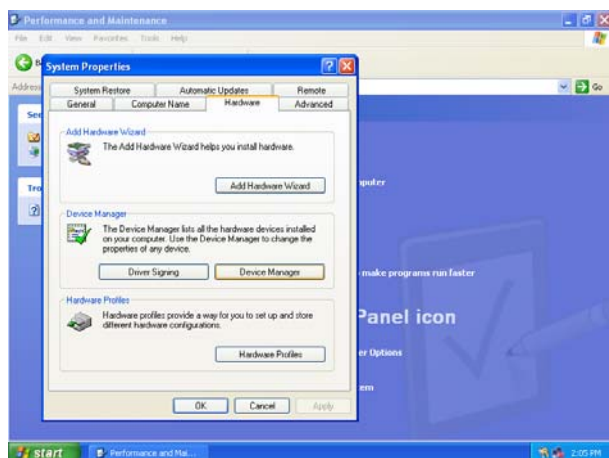 Performance and Maintenance
File Edit View Favorites Tools Help
Address
Go
System Properties
System Restore Automatic Updates Remote
General Computer Name Hardware Advanced
Add Hardware Wizard
The Add Hardware Wizard helps you install hardware.
Add Hardware Wizard
Device Manager
The Device Manager lists all the hardware devices installed
on your computer. Use the Device Manager to change the
properties of any device.
Driver Signing Device Manager
Hardware Profiles
Hardware profiles provide a way for you to set up and store
different hardware configurations.
Hardware Profiles
OK Cancel Apply
See
Tro
mputer
make programs run faster
Panel icon
er Options
em
start Performance and Mai... 2:05 PM